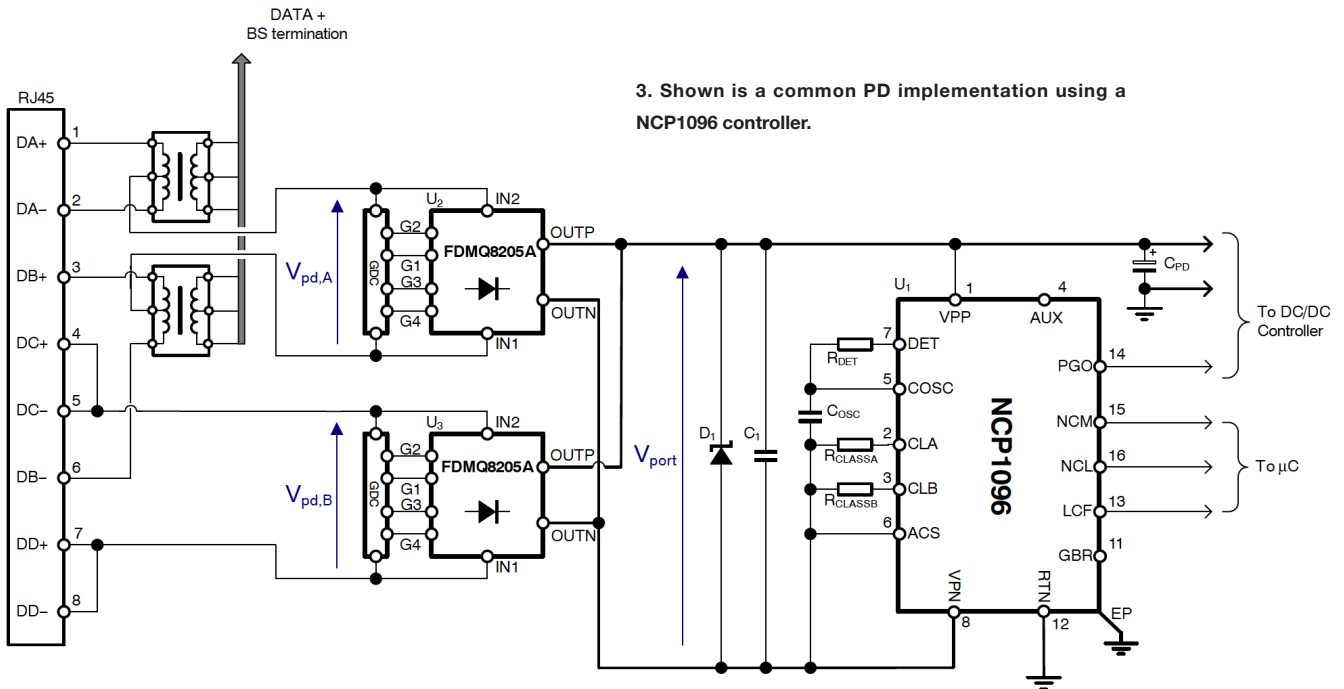 DATA +
BS termination
3. Shown is a common PD implementation using a
NCP1096 controller.
RJ45
DA+
1
DA−
2
DB+
3
DC+
4
DC−
5
DB−
6
DD+
7
DD−
8
Vpd,A
GDC
G2
G1
G3
G4
U2
IN2
FDMQ8205A
OUTP
OUTN
IN1
Vpd,B
GDC
G2
G1
G3
G4
U3
IN2
FDMQ8205A
OUTP
OUTN
IN1
Vport
D1
C1
RDET
COSC
RCLASSA
RCLASSB
U1
1
VPP
4
AUX
7
DET
5
COSC
2
CLA
3
CLB
6
ACS
NCP1096
VPN
8
RTN
12
EP
PGO
14
NCM
15
NCL
16
LCF
13
GBR
11
+
CPD
To DC/DC
Controller
To µC